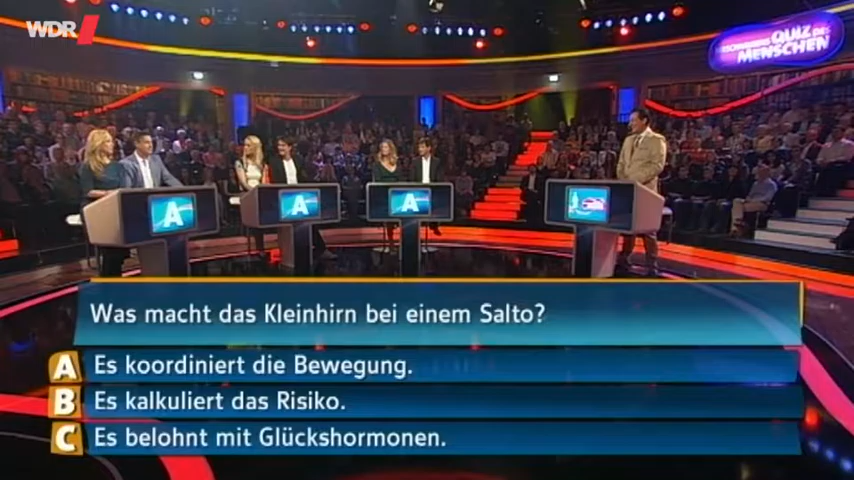 WDR
QUIZ DES
MENSCHEN
A
A
A
Was macht das Kleinhirn bei einem Salto?
A Es koordiniert die Bewegung.
B Es kalkuliert das Risiko.
C Es belohnt mit Glückshormonen.